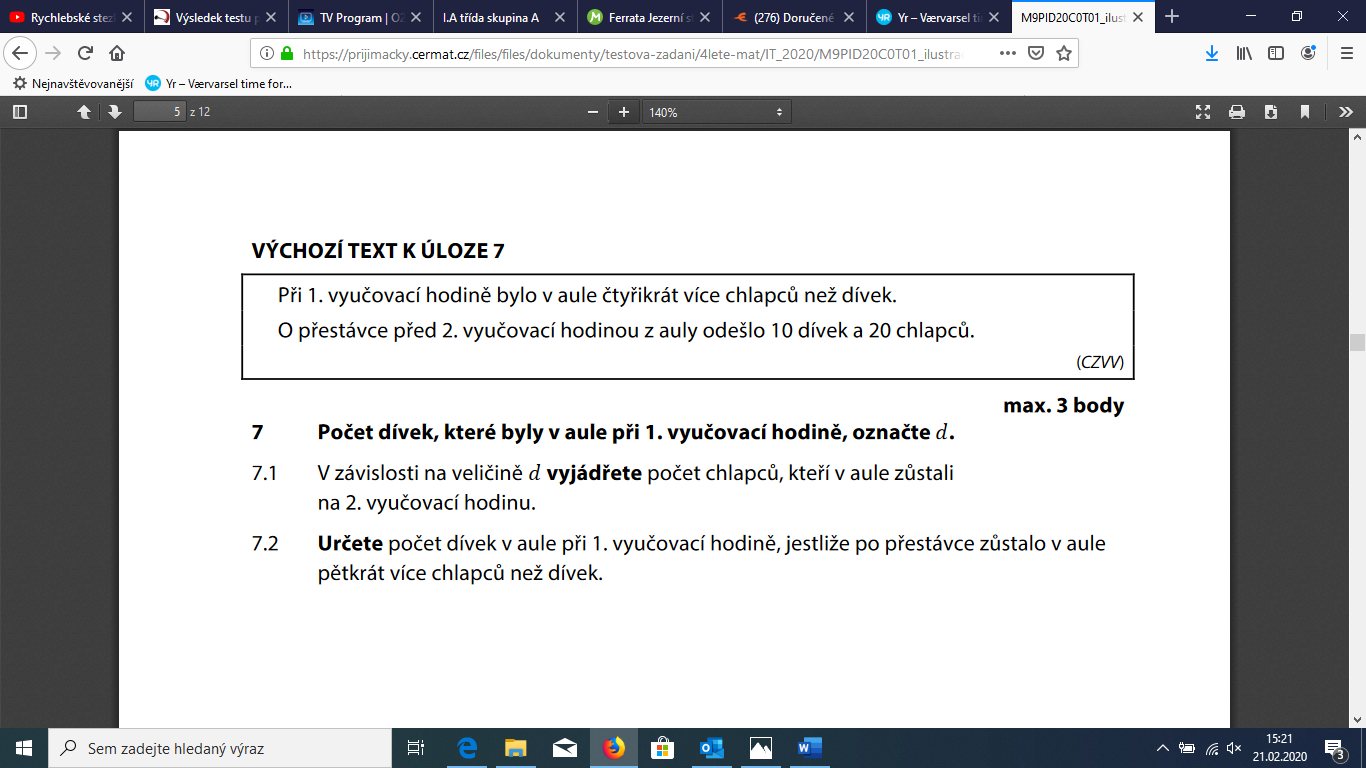 Rychlebské stez
Výsledek testu p
TV Program | O2
I.A třída skupina A
Ferrata Jezerní s
(276) Doručené
Yr – Værvarsel tim
M9PID20C0T01_ilust
https://prijimacky.cermat.cz/files/files/dokumenty/testova-zadani/4lete-mat/IT_2020/M9PID20C0T01_ilustra
Nejnavštěvovanější
Yr – Værvarsel time for...
5 z 12
140%
VÝCHOZÍ TEXT K ÚLOZE 7
Při 1. vyučovací hodině bylo v aule čtyřikrát více chlapců než dívek.
O přestávce před 2. vyučovací hodinou z auly odešlo 10 dívek a 20 chlapců.
(CZVV)
max. 3 body
7 Počet dívek, které byly v aule při 1. vyučovací hodině, označte d.
7.1 V závislosti na veličině d vyjádřete počet chlapců, kteří v aule zůstali
na 2. vyučovací hodinu.
7.2 Určete počet dívek v aule při 1. vyučovací hodině, jestliže po přestávce zůstalo v aule
pětkrát více chlapců než dívek.
Sem zadejte hledaný výraz
15:21
21.02.2020
3